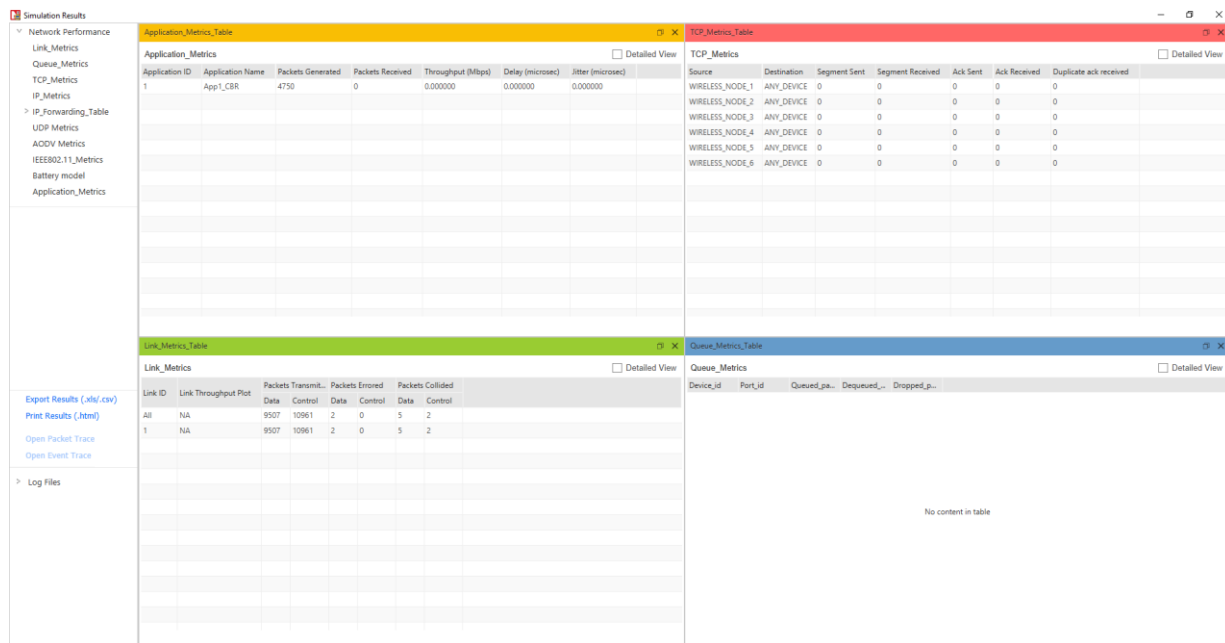 Simulation Results
Network Performance
Link_Metrics
Queue_Metrics
TCP_Metrics
IP_Metrics
IP_Forwarding_Table
UDP Metrics
AODV Metrics
IEEE802.11_Metrics
Battery model
Application_Metrics
Export Results (.xls/.csv)
Print Results (.html)
Open Packet Trace
Open Event Trace
Log Files
Application_Metrics_Table
Application_Metrics Detailed View
Application ID Application Name Packets Generated Packets Received Throughput (Mbps) Delay (microsec) Jitter (microsec)
1 App1_CBR 4750 0 0.000000 0.000000 0.000000
TCP_Metrics_Table
TCP_Metrics Detailed View
Source Destination Segment Sent Segment Received Ack Sent Ack Received Duplicate ack received
WIRELESS_NODE_1 ANY_DEVICE 0 0 0 0 0
WIRELESS_NODE_2 ANY_DEVICE 0 0 0 0 0
WIRELESS_NODE_3 ANY_DEVICE 0 0 0 0 0
WIRELESS_NODE_4 ANY_DEVICE 0 0 0 0 0
WIRELESS_NODE_5 ANY_DEVICE 0 0 0 0 0
WIRELESS_NODE_6 ANY_DEVICE 0 0 0 0 0
Link_Metrics_Table
Link_Metrics Detailed View
Link ID Link Throughput Plot Packets Transmit... Packets Errored Packets Collided
Data Control Data Control Data Control
All NA 9507 10961 2 0 5 2
1 NA 9507 10961 2 0 5 2
Queue_Metrics_Table
Queue_Metrics Detailed View
Device_id Port_id Queued_pa... Dequeued_... Dropped_p...
No content in table